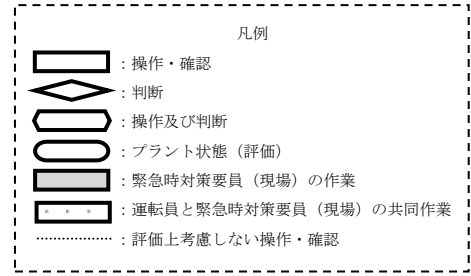 凡例
：操作・確認
：判断
：操作及び判断
：プラント状態（評価）
：緊急時対策要員（現場）の作業
：運転員と緊急時対策要員（現場）の共同作業
：評価上考慮しない操作・確認